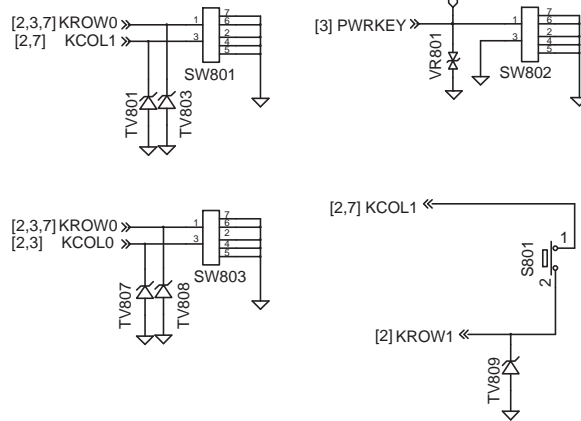 [2,3,7] KROW0
[2,7] KCOL1
1
3
7
6
2
4
5
SW801
TV801
TV803
[3] PWRKEY
VR801
1
3
7
6
2
4
5
SW802
[2,3,7] KROW0
[2,3] KCOL0
1
3
7
6
2
4
5
SW803
TV807
TV808
[2,7] KCOL1
1
S801
2
[2] KROW1
TV809